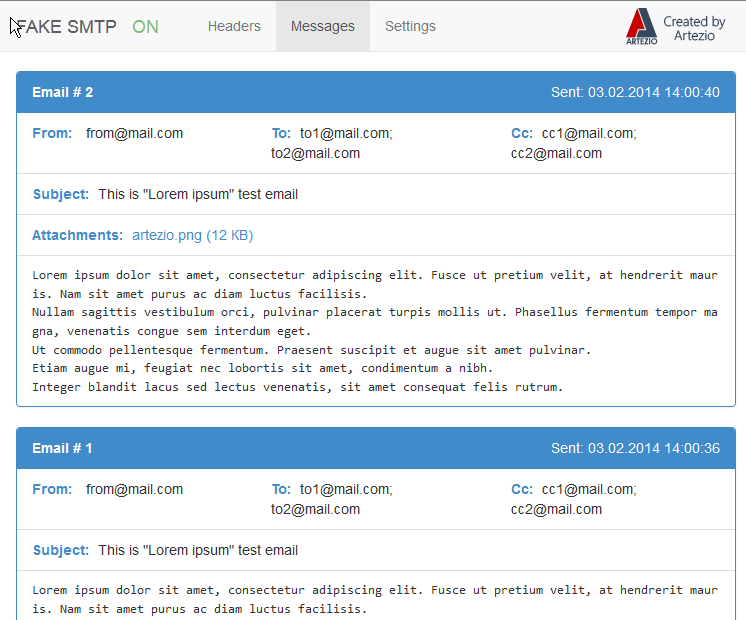 FAKE SMTP ON Headers Messages Settings ARTEZIO Created by Artezio
Email # 2 Sent: 03.02.2014 14:00:40
From: from@mail.com To: to1@mail.com; Cc: cc1@mail.com;
to2@mail.com cc2@mail.com
Subject: This is "Lorem ipsum" test email
Attachments: artezio.png (12 KB)
Lorem ipsum dolor sit amet, consectetur adipiscing elit. Fusce ut pretium velit, at hendrerit maur
is. Nam sit amet purus ac diam luctus facilisis.
Nullam sagittis vestibulum orci, pulvinar placerat turpis mollis ut. Phasellus fermentum tempor ma
gna, venenatis congue sem interdum eget.
Ut commodo pellentesque fermentum. Praesent suscipit et augue sit amet pulvinar.
Etiam augue mi, feugiat nec lobortis sit amet, condimentum a nibh.
Integer blandit lacus sed lectus venenatis, sit amet consequat felis rutrum.
Email # 1 Sent: 03.02.2014 14:00:36
From: from@mail.com To: to1@mail.com; Cc: cc1@mail.com;
to2@mail.com cc2@mail.com
Subject: This is "Lorem ipsum" test email
Lorem ipsum dolor sit amet, consectetur adipiscing elit. Fusce ut pretium velit, at hendrerit maur
is. Nam sit amet purus ac diam luctus facilisis.